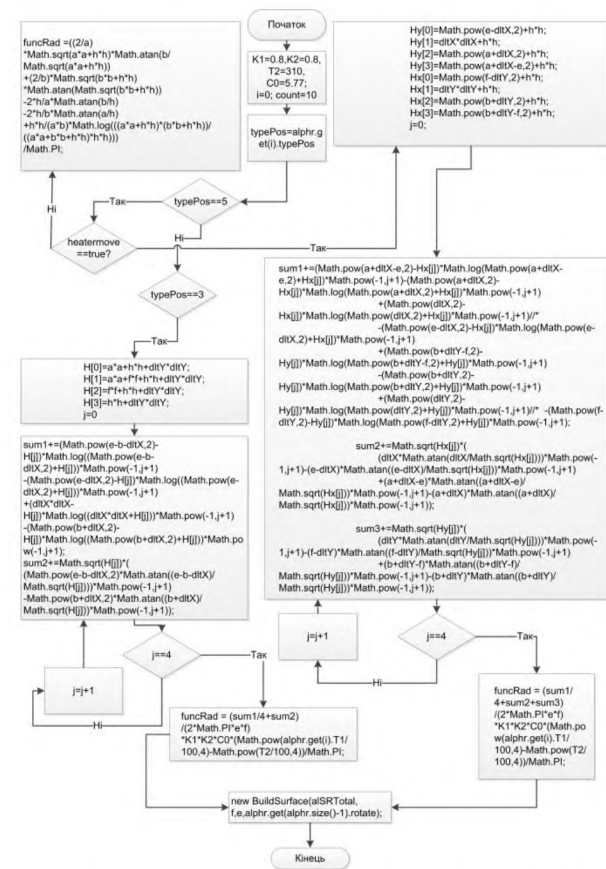 Початок
K1=0.8,K2=0.8,
T2=310,
C0=5.77;
i=0; count=10
typePos=alphr.g
et(i).typePos
funcRad =((2/a)
*Math.sqrt(a*a+h*h)*Math.atan(b/
Math.sqrt(a*a+h*h))
+(2/b)*Math.sqrt(b*b+h*h)
*Math.atan(Math.sqrt(b*b+h*h))
-2*h/a*Math.atan(b/h)
-2*h/b*Math.atan(a/h)
+h*h/(a*b)*Math.log(((a*a+h*h)*(b*b+h*h))/
((a*a+b*b+h*h)*h*h)))
/Math.PI;
Hy[0]=Math.pow(e-dltX,2)+h*h;
Hy[1]=dltX*dltX+h*h;
Hy[2]=Math.pow(a+dltX,2)+h*h;
Hy[3]=Math.pow(a+dltX-e,2)+h*h;
Hx[0]=Math.pow(f-dltY,2)+h*h;
Hx[1]=dltY*dltY+h*h;
Hx[2]=Math.pow(b+dltY,2)+h*h;
Hx[3]=Math.pow(b+dltY-f,2)+h*h;
j=0;
Ні
Так
typePos==5
Ні
heatermove
==true?
Так
typePos==3
Так
H[0]=a*a+h*h+dltY*dltY;
H[1]=a*a+f*f+h*h+dltY*dltY;
H[2]=f*f+h*h+dltY*dltY;
H[3]=h*h+dltY*dltY;
j=0
sum1+=(Math.pow(e-b-dltX,2)-
H[j])*Math.log((Math.pow(e-b-
dltX,2)+H[j]))*Math.pow(-1,j+1)
-(Math.pow(e-dltX,2)-H[j])*Math.log((Math.pow(e-
dltX,2)+H[j]))*Math.pow(-1,j+1)
+(dltX*dltX-
H[j])*Math.log((dltX*dltX+H[j]))*Math.pow(-1,j+1)
-(Math.pow(b+dltX,2)-
H[j])*Math.log((Math.pow(b+dltX,2)+H[j]))*Math.po
w(-1,j+1);
sum2+=Math.sqrt(H[j])*(
(Math.pow(e-b-dltX,2)*Math.atan((e-b-dltX)/
Math.sqrt(H[j])))*Math.pow(-1,j+1)
-Math.pow(b+dltX,2)*Math.atan((b+dltX)/
Math.sqrt(H[j]))*Math.pow(-1,j+1));
sum1+=(Math.pow(a+dltX-e,2)-Hx[j])*Math.log(Math.pow(a+dltX-
e,2)+Hx[j])*Math.pow(-1,j+1)-(Math.pow(a+dltX,2)-
Hx[j])*Math.log(Math.pow(a+dltX,2)+Hx[j])*Math.pow(-1,j+1)
+(Math.pow(dltX,2)-
Hx[j])*Math.log(Math.pow(dltX,2)+Hx[j])*Math.pow(-1,j+1)//*
-(Math.pow(e-dltX,2)-Hx[j])*Math.log(Math.pow(e-
dltX,2)+Hx[j])*Math.pow(-1,j+1)
+(Math.pow(b+dltY-f,2)-
Hy[j])*Math.log(Math.pow(b+dltY-f,2)+Hy[j])*Math.pow(-1,j+1)
-(Math.pow(b+dltY,2)-
Hy[j])*Math.log(Math.pow(b+dltY,2)+Hy[j])*Math.pow(-1,j+1)
+(Math.pow(dltY,2)-
Hy[j])*Math.log(Math.pow(dltY,2)+Hy[j])*Math.pow(-1,j+1)//* -(Math.pow(f-
dltY,2)-Hy[j])*Math.log(Math.pow(f-dltY,2)+Hy[j])*Math.pow(-1,j+1);
sum2+=Math.sqrt(Hx[j])*(
(dltX*Math.atan(dltX/Math.sqrt(Hx[j])))*Math.pow(-
1,j+1)-(e-dltX)*Math.atan((e-dltX)/Math.sqrt(Hx[j]))*Math.pow(-1,j+1)
+(a+dltX-e)*Math.atan((a+dltX-e)/
Math.sqrt(Hx[j]))*Math.pow(-1,j+1)-(a+dltX)*Math.atan((a+dltX)/
Math.sqrt(Hx[j]))*Math.pow(-1,j+1));
sum3+=Math.sqrt(Hy[j])*(
(dltY*Math.atan(dltY/Math.sqrt(Hy[j])))*Math.pow(-
1,j+1)-(f-dltY)*Math.atan((f-dltY)/Math.sqrt(Hy[j]))*Math.pow(-1,j+1)
+(b+dltY-f)*Math.atan((b+dltY-f)/
Math.sqrt(Hy[j]))*Math.pow(-1,j+1)-(b+dltY)*Math.atan((b+dltY)/
Math.sqrt(Hy[j]))*Math.pow(-1,j+1));
j==4
Так
j=j+1
Ні
j=j+1
j==4
Так
Ні
funcRad = (sum1/4+sum2)
/(2*Math.PI*e*f)
*K1*K2*C0*(Math.pow(alphr.get(i).T1/
100,4)-Math.pow(T2/100,4))/Math.PI;
funcRad = (sum1/
4+sum2+sum3)
/(2*Math.PI*e*f)
*K1*K2*C0*(Math.po
w(alphr.get(i).T1/
100,4)-Math.pow(T2/
100,4))/Math.PI;
new BuildSurface(alSRTotal,
f,e,alphr.get(alphr.size()-1).rotate);
Кінець